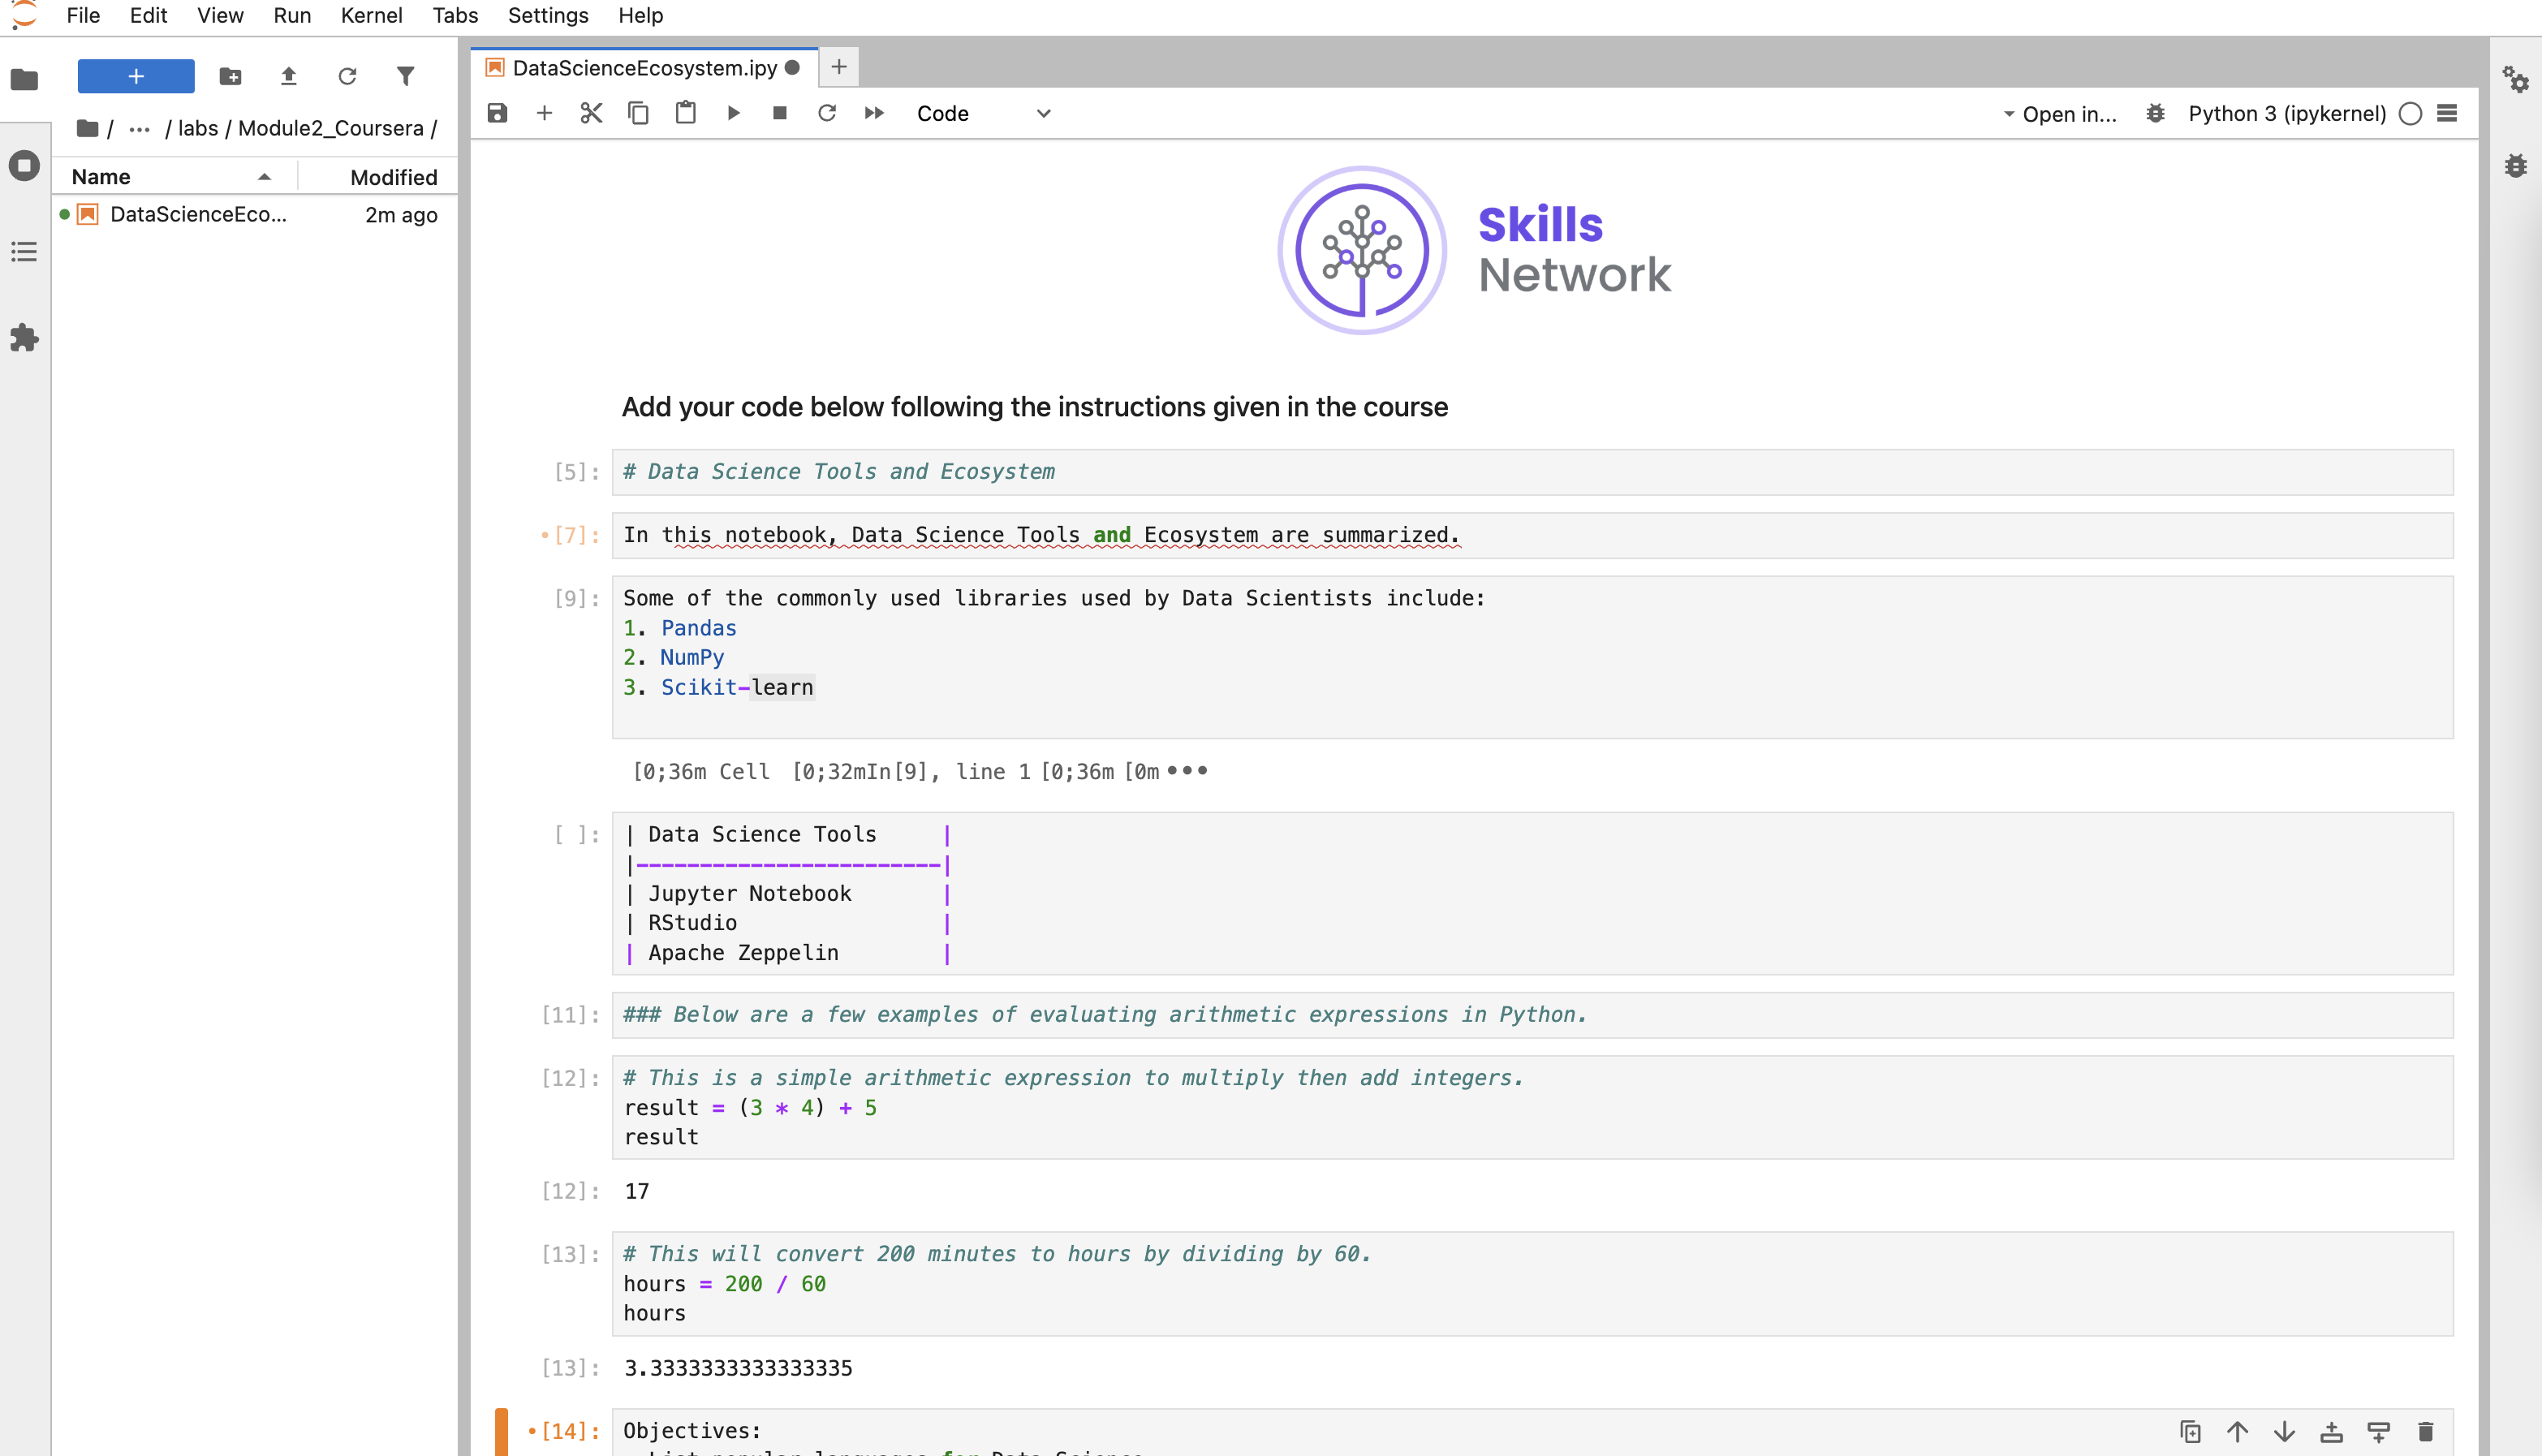 File Edit View Run Kernel Tabs Settings Help
+
/ ... / labs / Module2_Coursera /
Name Modified
DataScienceEco... 2m ago
DataScienceEcosystem.ipy
Code
Open in...
Python 3 (ipykernel)
Skills
Network
Add your code below following the instructions given in the course
[5]: # Data Science Tools and Ecosystem
[7]: In this notebook, Data Science Tools and Ecosystem are summarized.
[9]: Some of the commonly used libraries used by Data Scientists include:
1. Pandas
2. NumPy
3. Scikit-learn
[0;36m Cell [0;32mIn[9], line 1 [0;36m [0m •••
[ ]: | Data Science Tools |
|------------------------|
| Jupyter Notebook |
| RStudio |
| Apache Zeppelin |
[11]: ### Below are a few examples of evaluating arithmetic expressions in Python.
[12]: # This is a simple arithmetic expression to multiply then add integers.
result = (3 * 4) + 5
result
[12]: 17
[13]: # This will convert 200 minutes to hours by dividing by 60.
hours = 200 / 60
hours
[13]: 3.3333333333333335
[14]: Objectives: